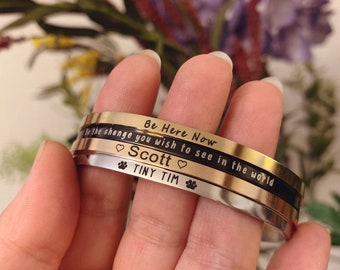 Be Here Now
Be the change you wish to see in the world
♡ Scott ♡
TINY TIM